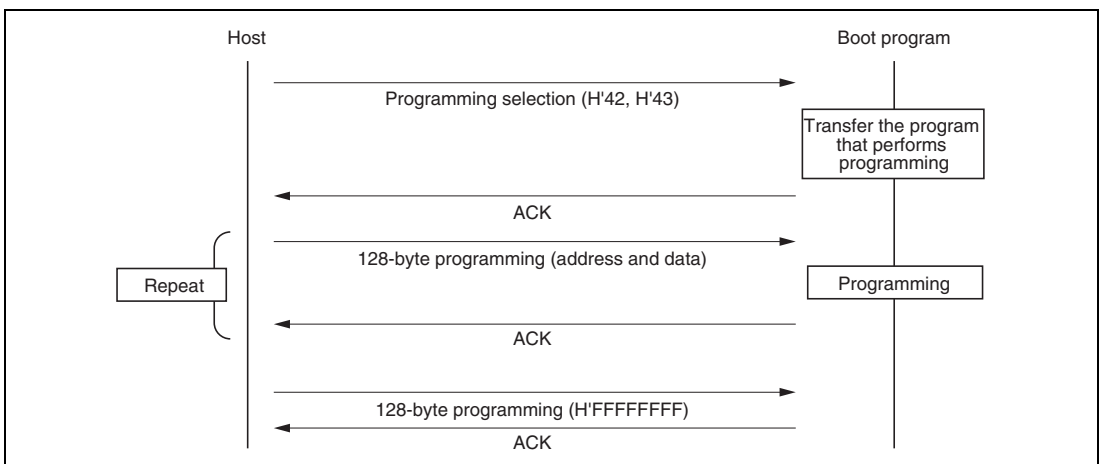 Host
Boot program
Programming selection (H'42, H'43)
Transfer the program
that performs
programming
ACK
128-byte programming (address and data)
Repeat
Programming
ACK
128-byte programming (H'FFFFFFFF)
ACK